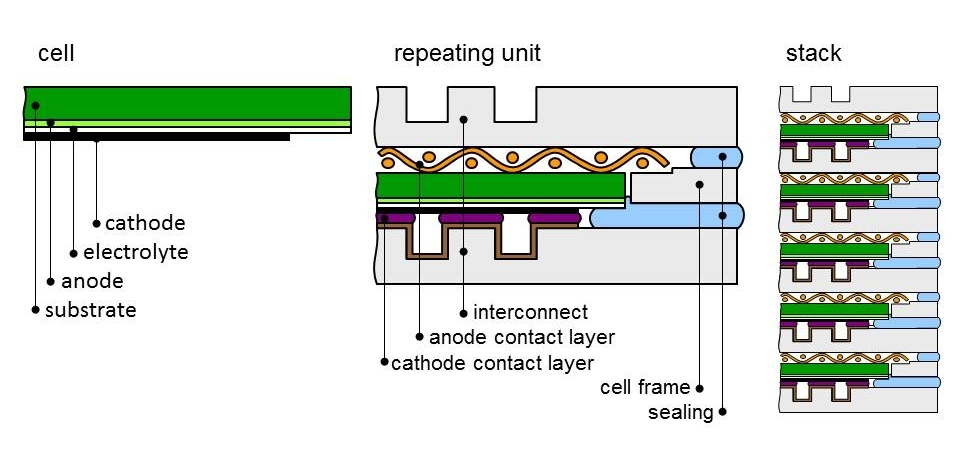 cell
repeating unit
stack
cathode
electrolyte
anode
substrate
interconnect
anode contact layer
cathode contact layer
cell frame
sealing